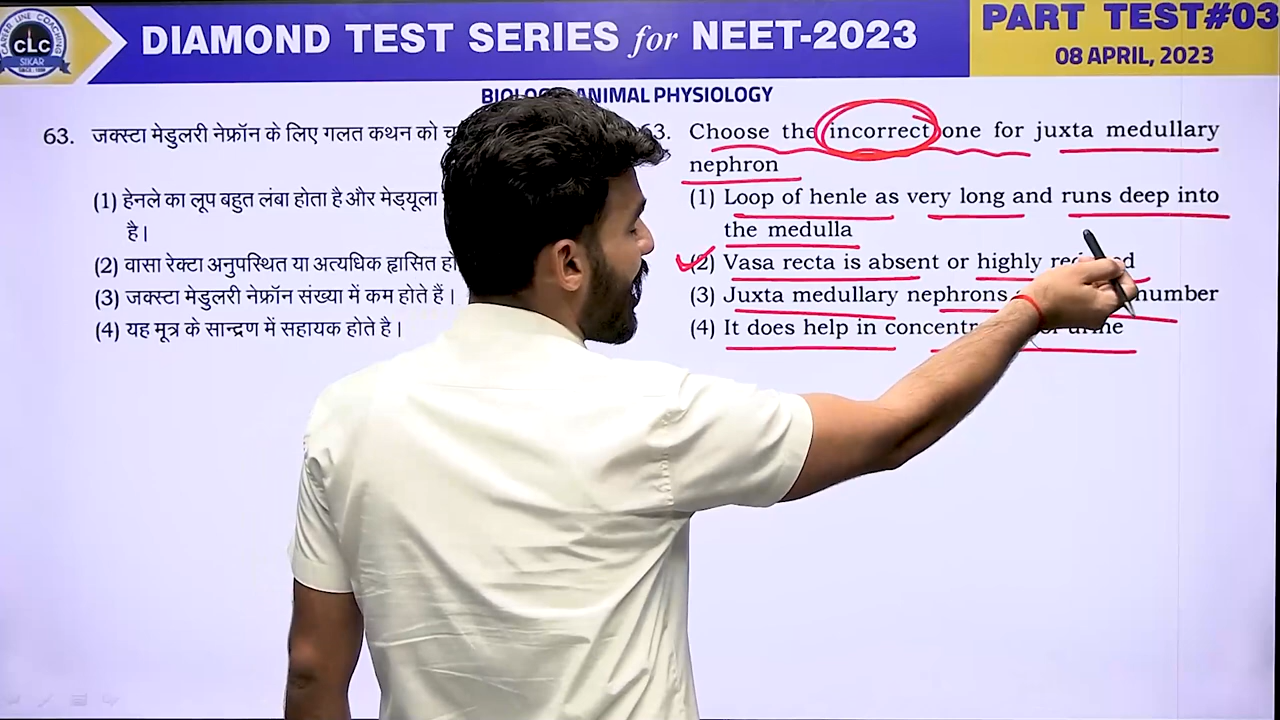 CAREER LINE COACHING
CLC
SIKAR
DIAMOND TEST SERIES for NEET-2023
PART TEST#03
08 APRIL, 2023
ANIMAL PHYSIOLOGY
63. जक्स्टा मेडुलरी नेफ्रॉन के लिए गलत कथन को
(1) हेनले का लूप बहुत लंबा होता है और मेड्यूला
है।
(2) वासा रेक्टा अनुपस्थित या अत्यधिक ह्रासित
(3) जक्स्टा मेडुलरी नेफ्रॉन संख्या में कम होते हैं।
(4) यह मूत्र के सान्द्रण में सहायक होते है।
63. Choose the incorrect one for juxta medullary
nephron
(1) Loop of henle as very long and runs deep into
the medulla
(2) Vasa recta is absent or highly
(3) Juxta medullary nephrons number
(4) It does help in